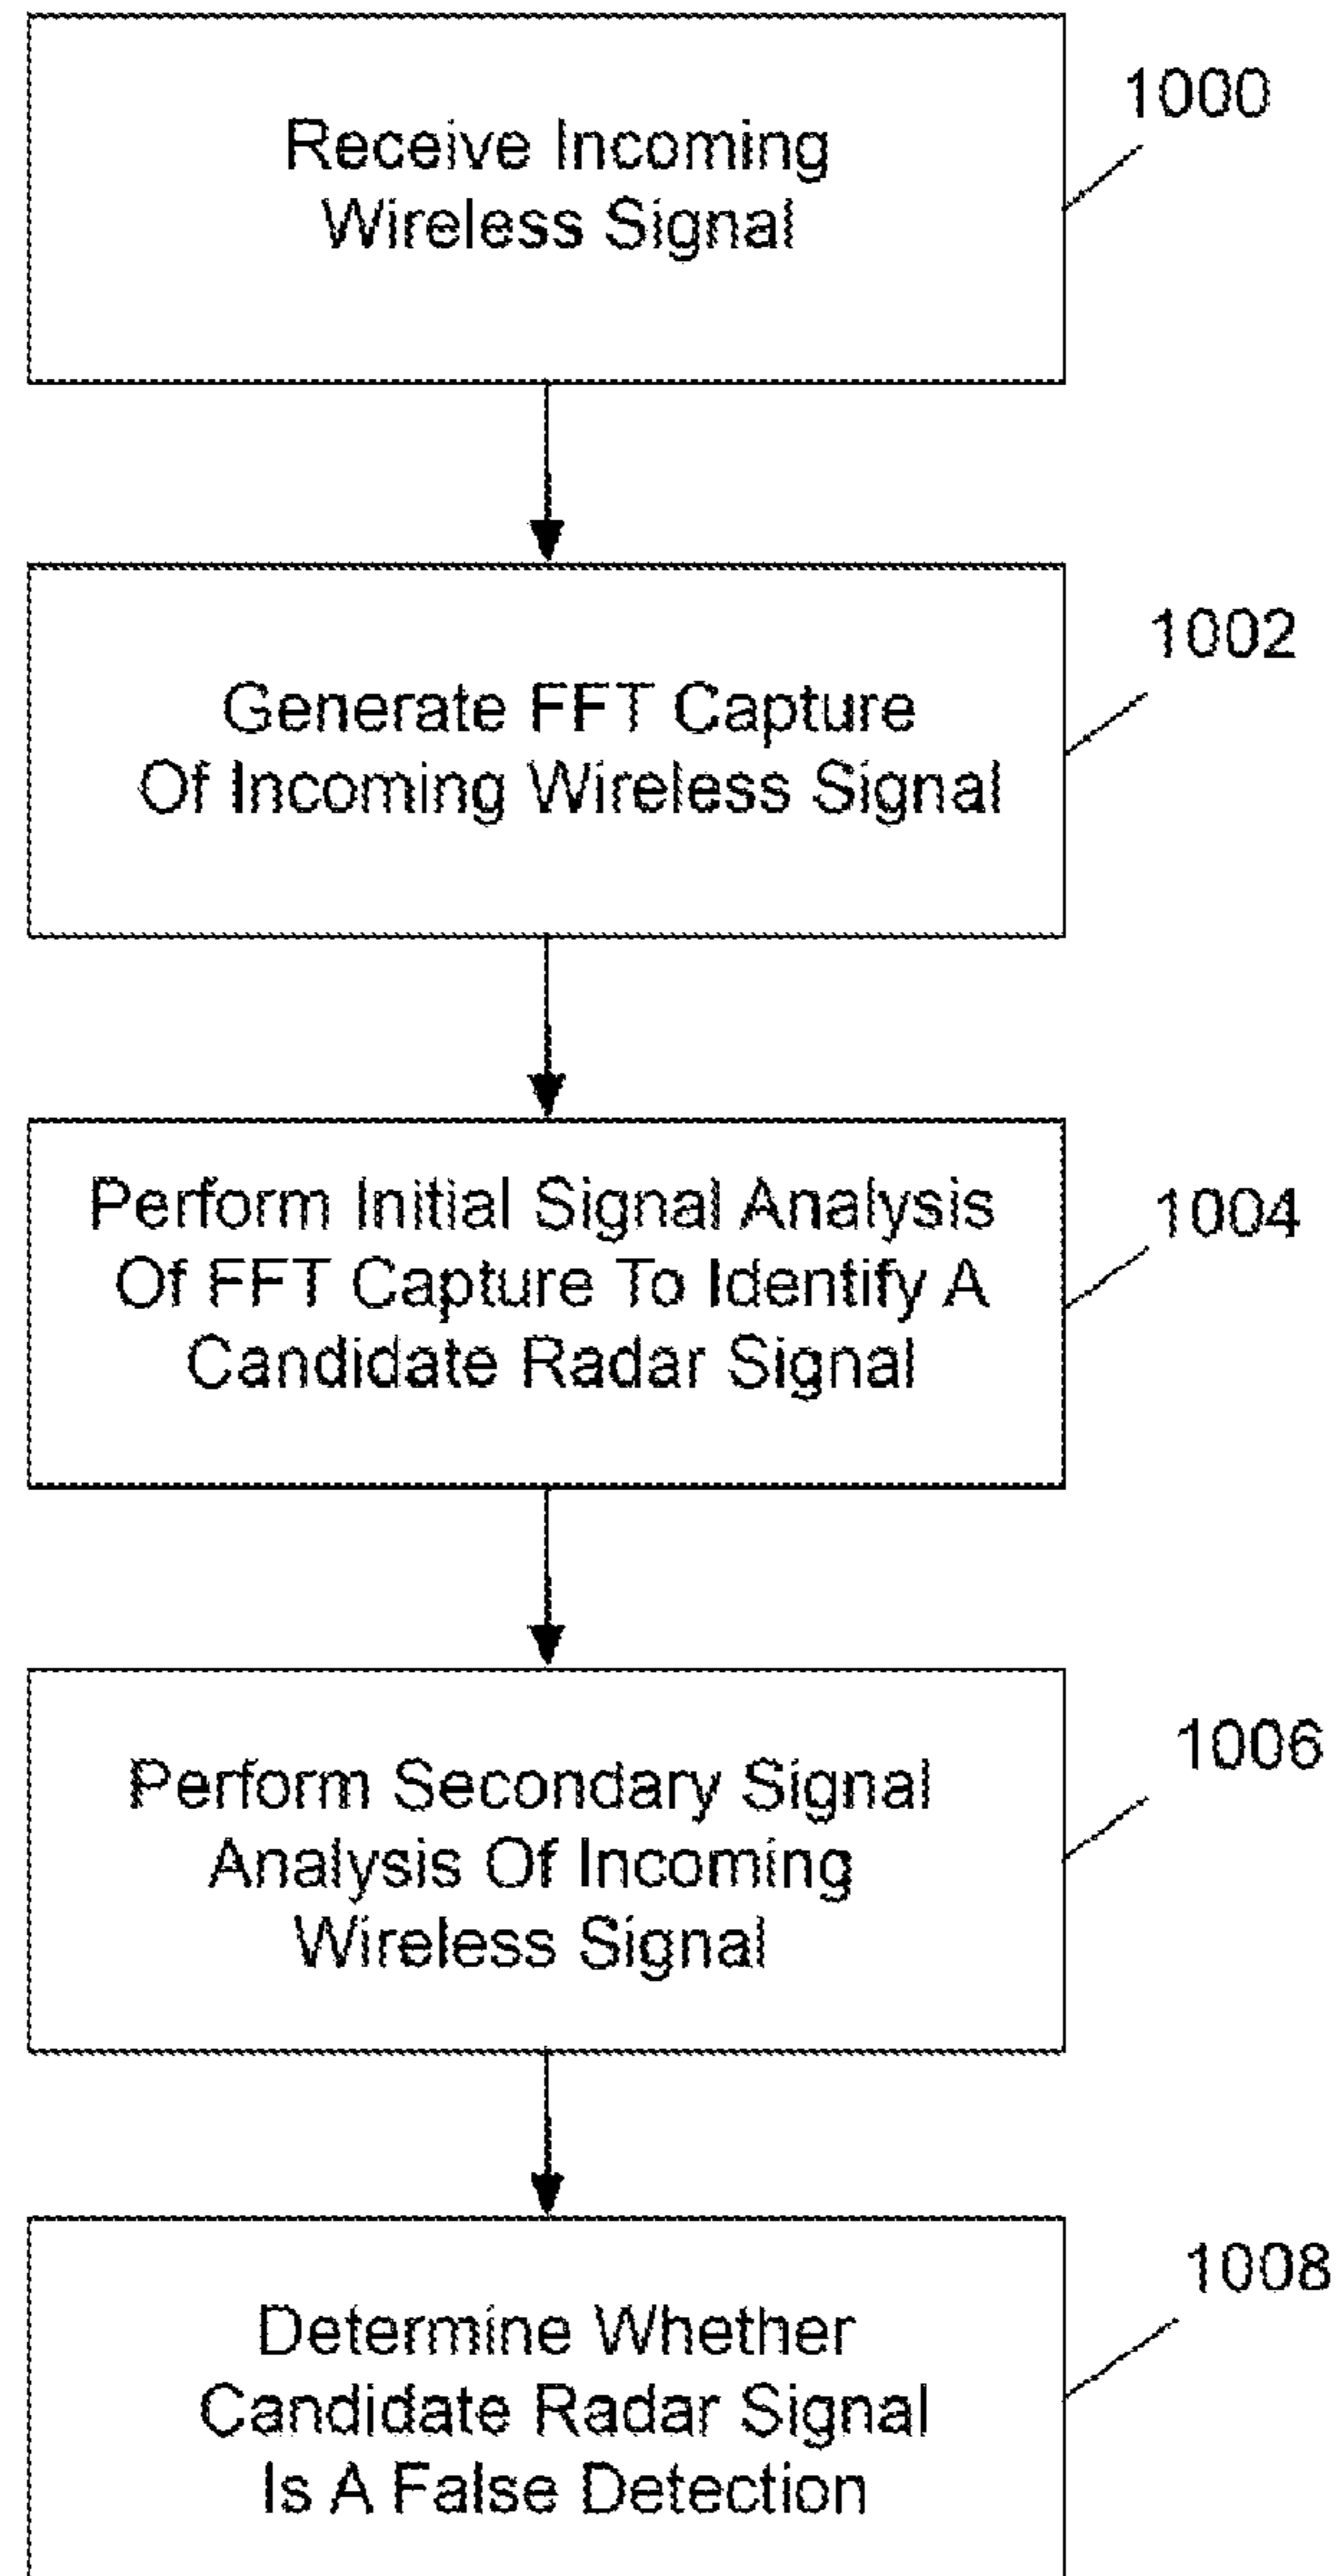 Receive Incoming
Wireless Signal
1000
Generate FFT Capture
Of Incoming Wireless Signal
1002
Perform Initial Signal Analysis
Of FFT Capture To Identify A
Candidate Radar Signal
1004
Perform Secondary Signal
Analysis Of Incoming
Wireless Signal
1006
Determine Whether
Candidate Radar Signal
Is A False Detection
1008